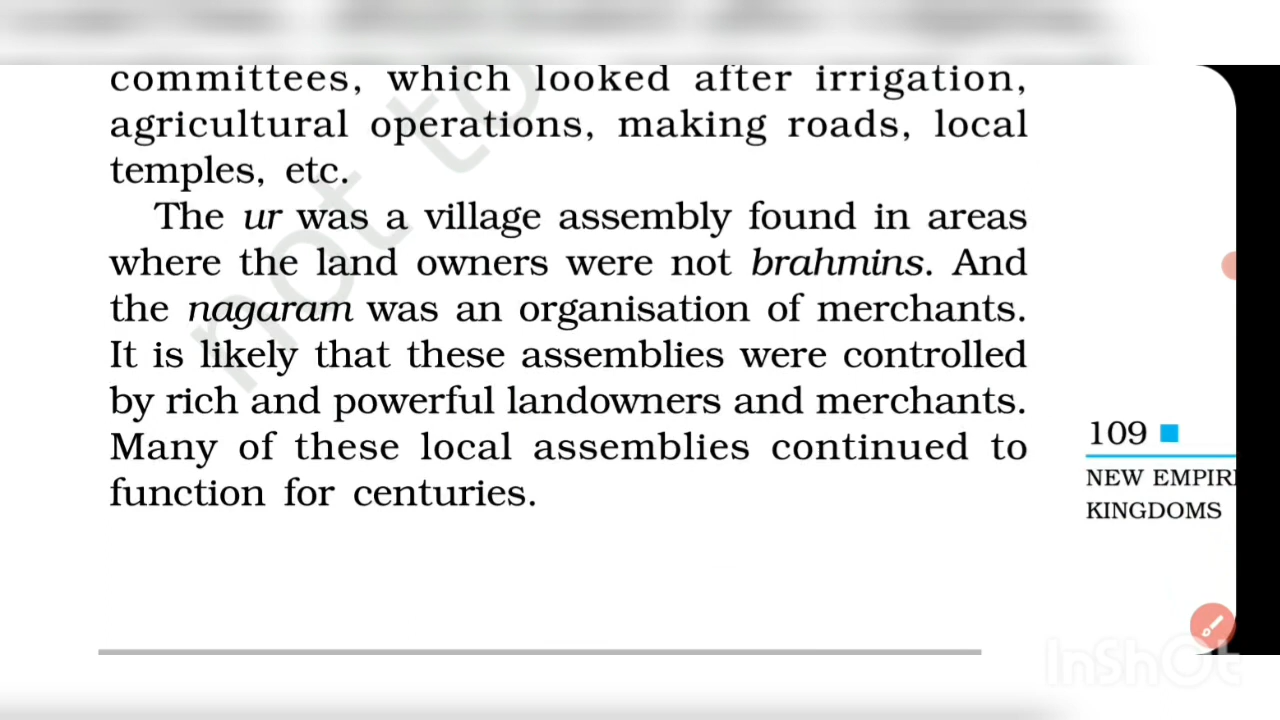 committees, which looked after irrigation,
agricultural operations, making roads, local
temples, etc.
The ur was a village assembly found in areas
where the land owners were not brahmins. And
the nagaram was an organisation of merchants.
It is likely that these assemblies were controlled
by rich and powerful landowners and merchants.
Many of these local assemblies continued to
function for centuries.
109
NEW EMPIR
KINGDOMS
not to
InShOt